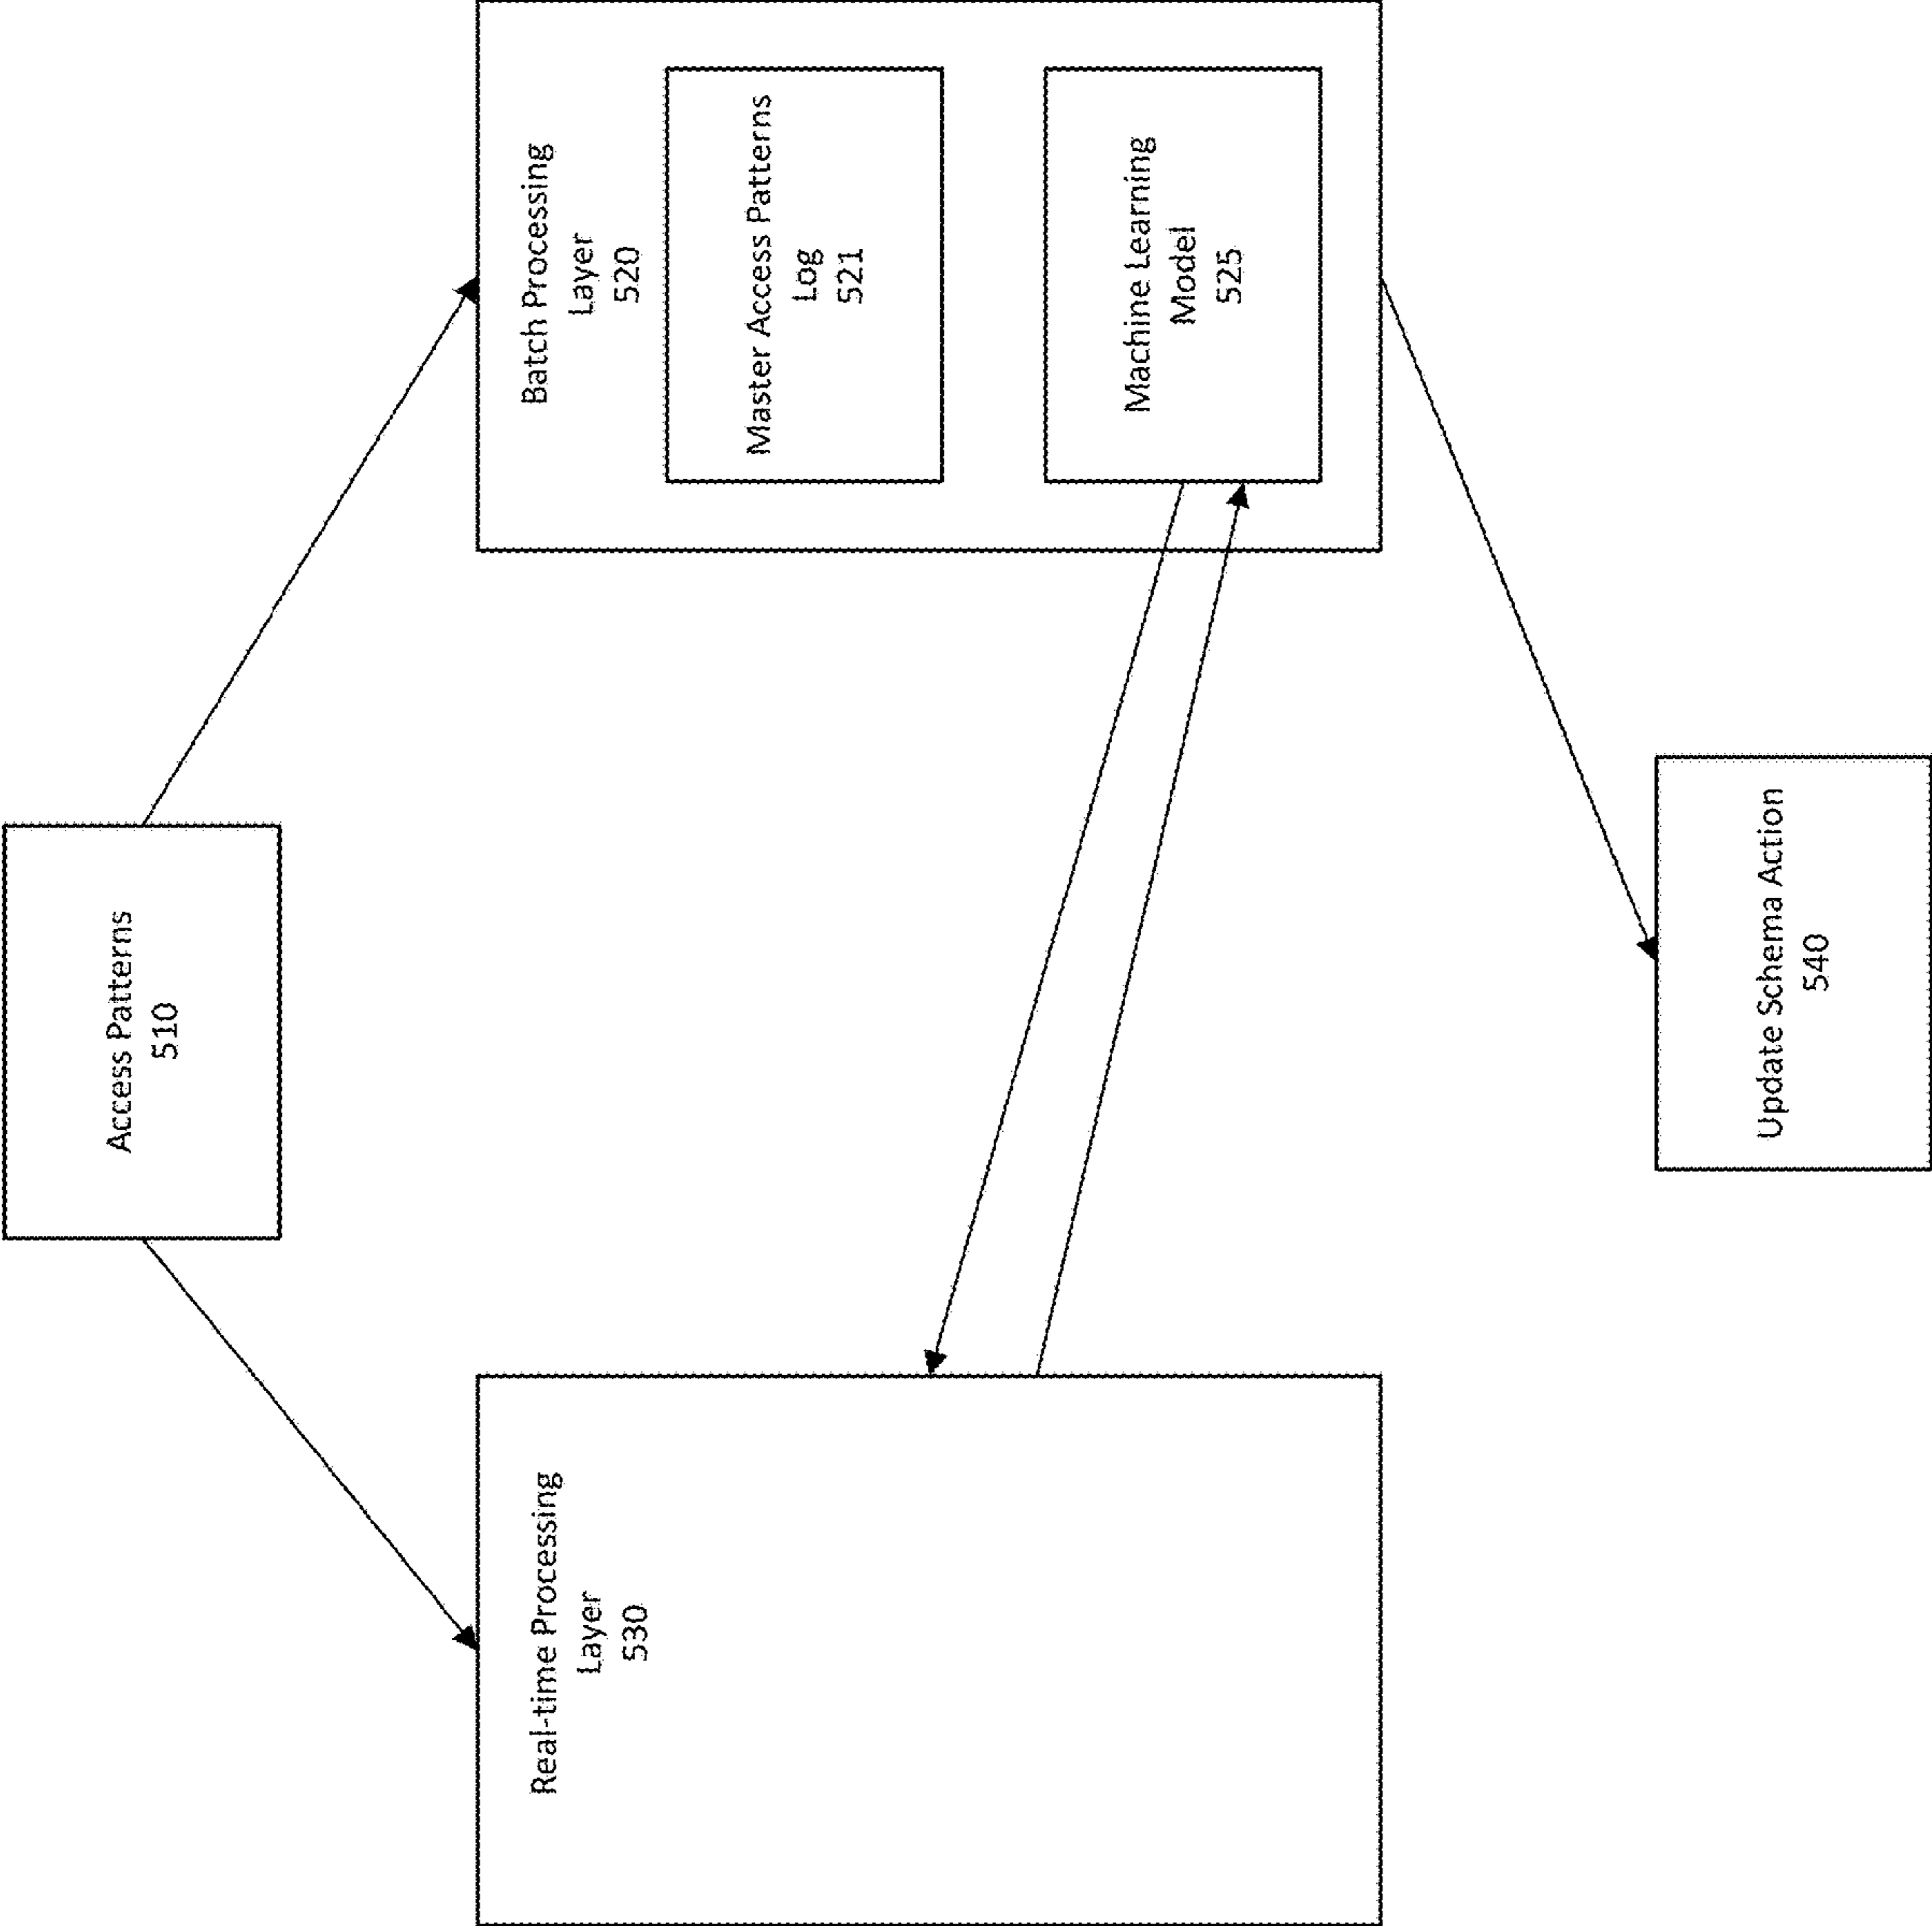 Access Patterns
510
Batch Processing
Layer
520
Master Access Patterns
Log
521
Machine Learning
Model
525
Real-time Processing
Layer
530
Update Schema Action
540